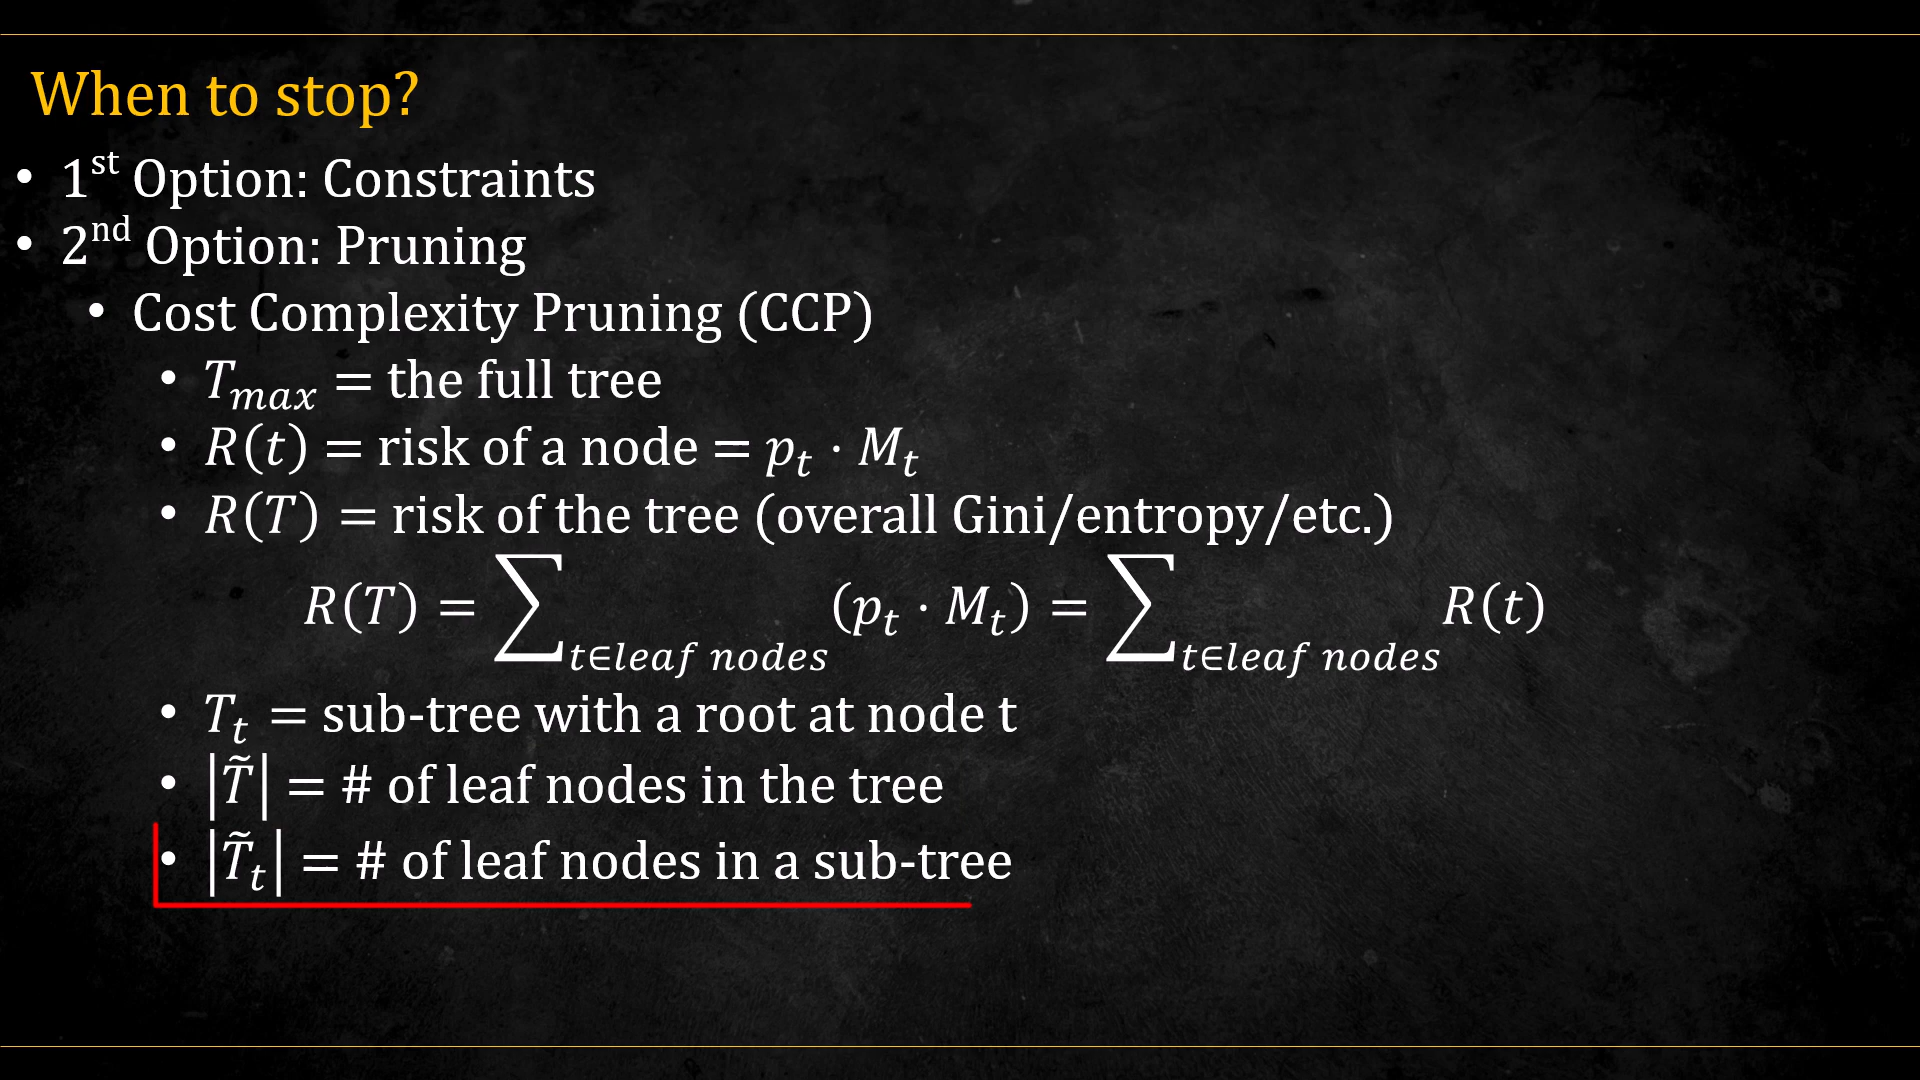 When to stop?
• 1st Option: Constraints
• 2nd Option: Pruning
• Cost Complexity Pruning (CCP)
• T_max = the full tree
• R(t) = risk of a node = p_t · M_t
• R(T) = risk of the tree (overall Gini/entropy/etc.)
R(T) = ∑_{t∈leaf nodes} (p_t · M_t) = ∑_{t∈leaf nodes} R(t)
• T_t = sub-tree with a root at node t
• |T̃| = # of leaf nodes in the tree
• |T̃_t| = # of leaf nodes in a sub-tree